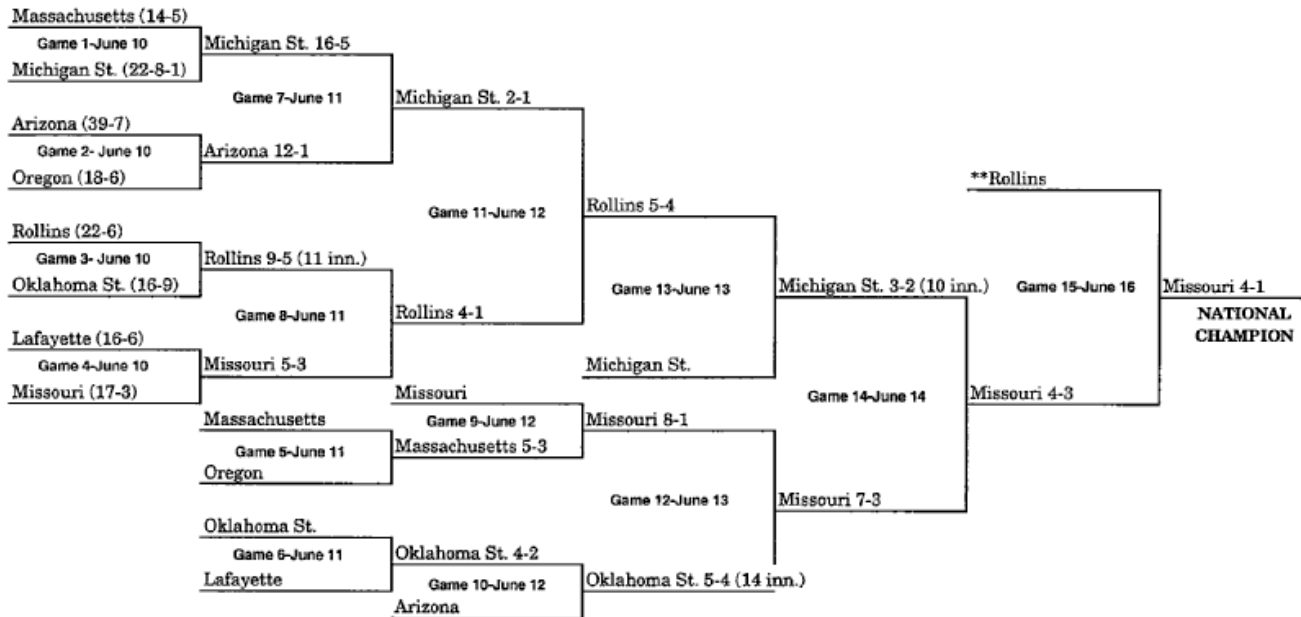 Massachusetts (14-5)
Game 1-June 10
Michigan St. (22-8-1)
Michigan St. 16-5
Game 7-June 11
Arizona (39-7)
Game 2- June 10
Oregon (18-6)
Arizona 12-1
Michigan St. 2-1
Game 11-June 12
Rollins (22-6)
Game 3- June 10
Oklahoma St. (16-9)
Rollins 9-5 (11 inn.)
Game 8-June 11
Lafayette (16-6)
Game 4-June 10
Missouri (17-3)
Missouri 5-3
Rollins 4-1
Rollins 5-4
Game 13-June 13
Michigan St.
Michigan St. 3-2 (10 inn.)
Missouri
Game 9-June 12
Massachusetts
Game 5-June 11
Oregon
Massachusetts 5-3
Missouri 8-1
Game 12-June 13
Oklahoma St.
Game 6-June 11
Lafayette
Oklahoma St. 4-2
Game 10-June 12
Arizona
Oklahoma St. 5-4 (14 inn.)
Missouri 7-3
Game 14-June 14
Missouri 4-3
**Rollins
Game 15-June 16
Missouri 4-1
NATIONAL
CHAMPION